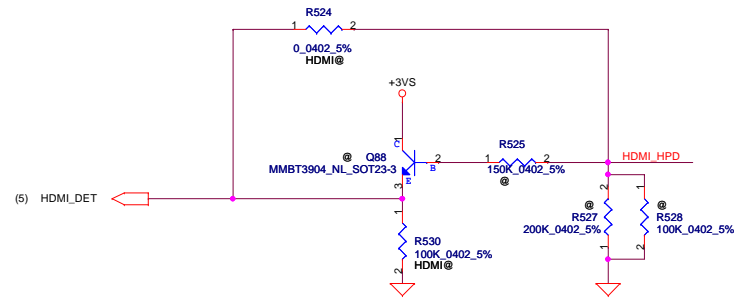 R524
1 2
0_0402_5%
HDMI@
+3VS
1
C
@ Q88
MMBT3904_NL_SOT23-3
2
B
E
3
R525
1 2
150K_0402_5%
@
HDMI_HPD
(5) HDMI_DET
1
R530
100K_0402_5%
HDMI@
2
2
@
R527
200K_0402_5%
1
1
@
R528
100K_0402_5%
2